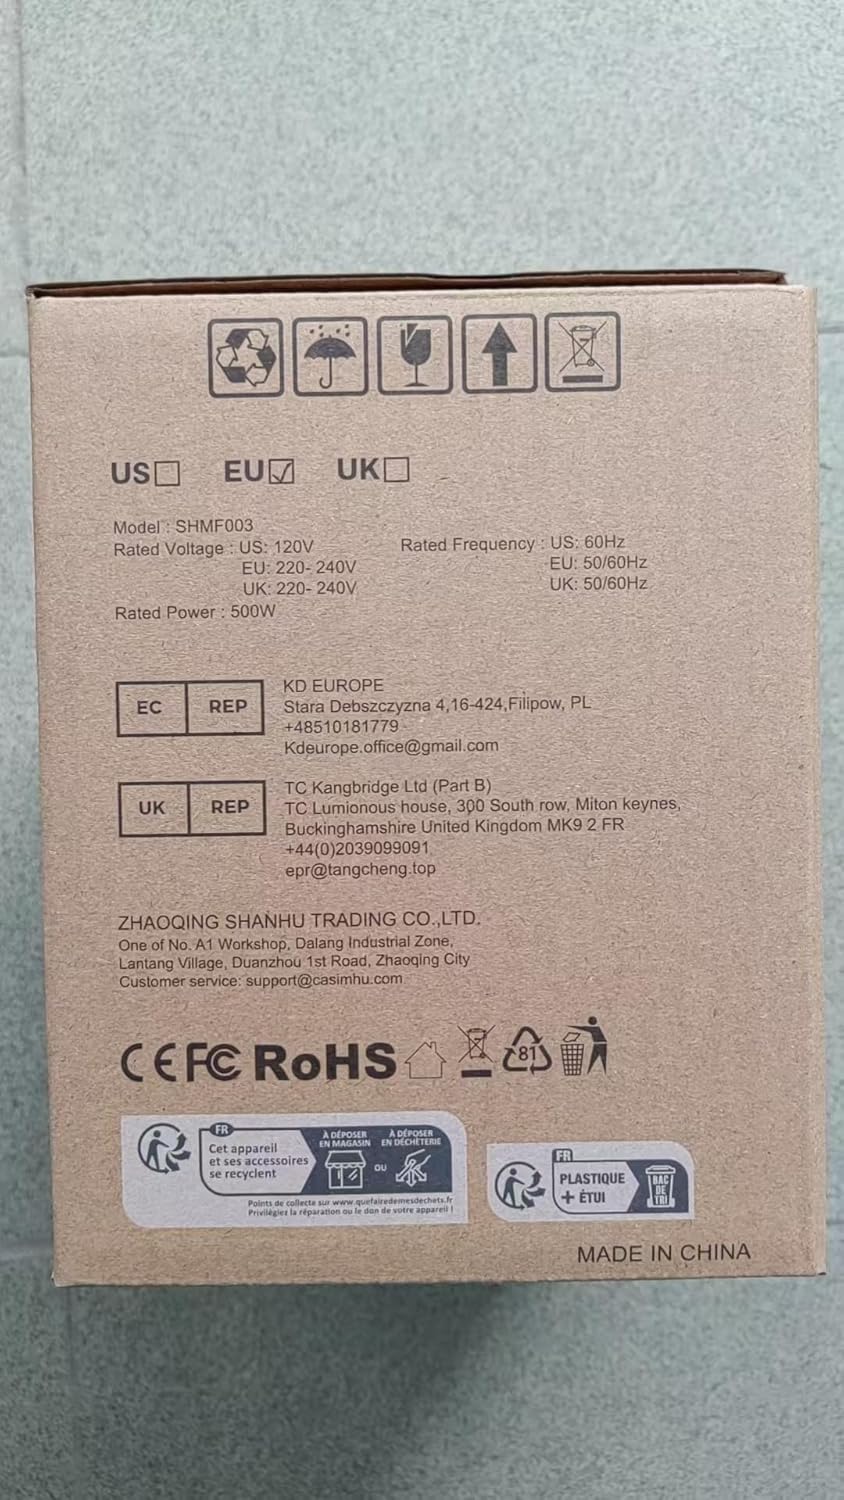 US EU UK
Model : SHMF003
Rated Voltage : US: 120V
EU: 220- 240V
UK: 220- 240V
Rated Frequency : US: 60Hz
EU: 50/60Hz
UK: 50/60Hz
Rated Power : 500W
EC REP
KD EUROPE
Stara Debszczyzna 4,16-424,Filipow, PL
+48510181779
Kdeurope.office@gmail.com
UK REP
TC Kangbridge Ltd (Part B)
TC Lumionous house, 300 South row, Miton keynes,
Buckinghamshire United Kingdom MK9 2 FR
+44(0)2039099091
epr@tangcheng.top
ZHAOQING SHANHU TRADING CO.,LTD.
One of No. A1 Workshop, Dalang Industrial Zone,
Lantang Village, Duanzhou 1st Road, Zhaoqing City
Customer service: support@casimhu.com
CE FC RoHS 81
FR
Cet appareil
et ses accessoires
se recyclent
À DÉPOSER
EN MAGASIN
OU
À DÉPOSER
EN DÉCHÈTERIE
Points de collecte sur www.quefairedemesdechets.fr
Privilégiez la réparation ou le don de votre appareil !
FR
PLASTIQUE
+ ÉTUI
BAC
DE
TRI
MADE IN CHINA